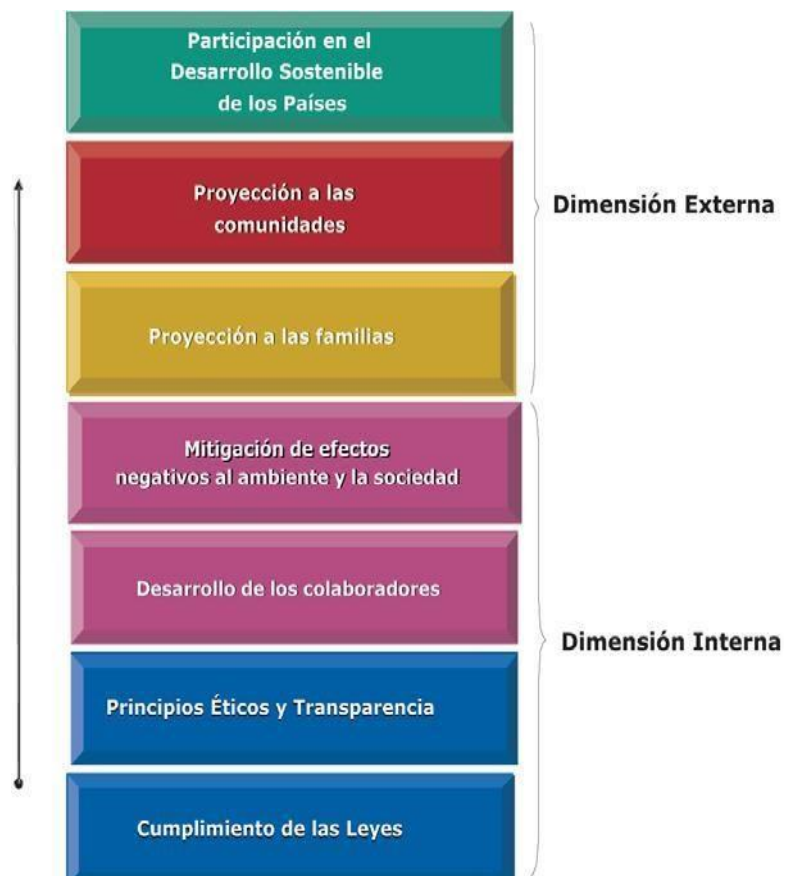 Participación en el
Desarrollo Sostenible
de los Países
Proyección a las
comunidades
Dimensión Externa
Proyección a las familias
Mitigación de efectos
negativos al ambiente y la sociedad
Desarrollo de los colaboradores
Dimensión Interna
Principios Éticos y Transparencia
Cumplimiento de las Leyes